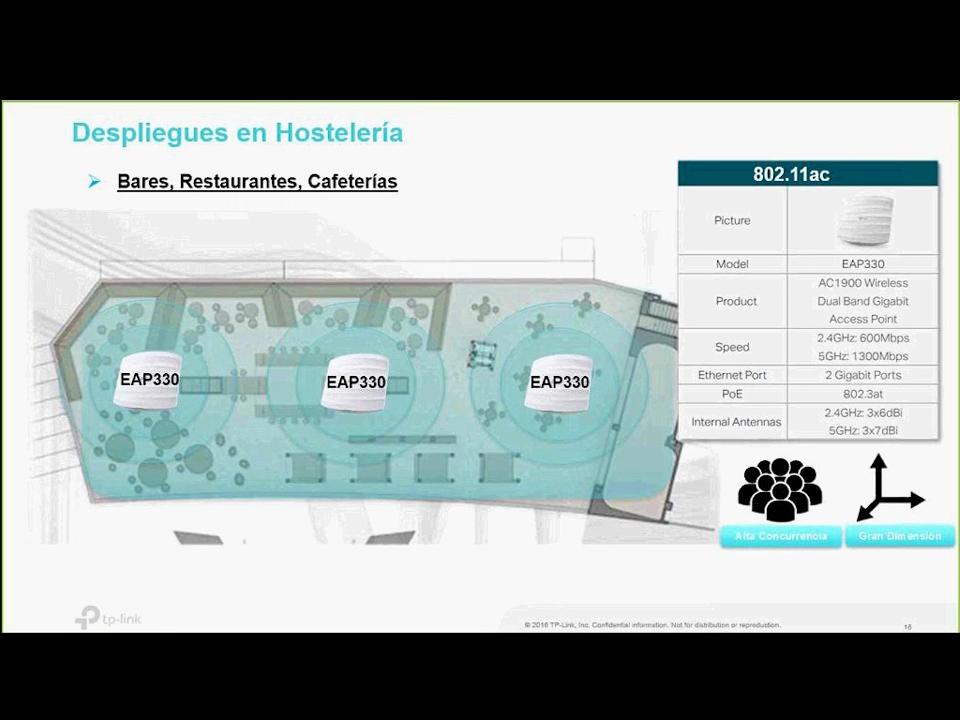 Despliegues en Hostelería
Bares, Restaurantes, Cafeterías
EAP330
EAP330
EAP330
802.11ac
Picture
Model
EAP330
Product
AC1900 Wireless
Dual Band Gigabit
Access Point
Speed
2.4GHz: 600Mbps
5GHz: 1300Mbps
Ethernet Port
2 Gigabit Ports
PoE
802.3at
Internal Antennas
2.4GHz: 3x6dBi
5GHz: 3x7dBi
Alta Concurrencia
Gran Dimensión
tp-link
© 2016 TP-Link, Inc. Confidential information. Not for distribution or reproduction.
16